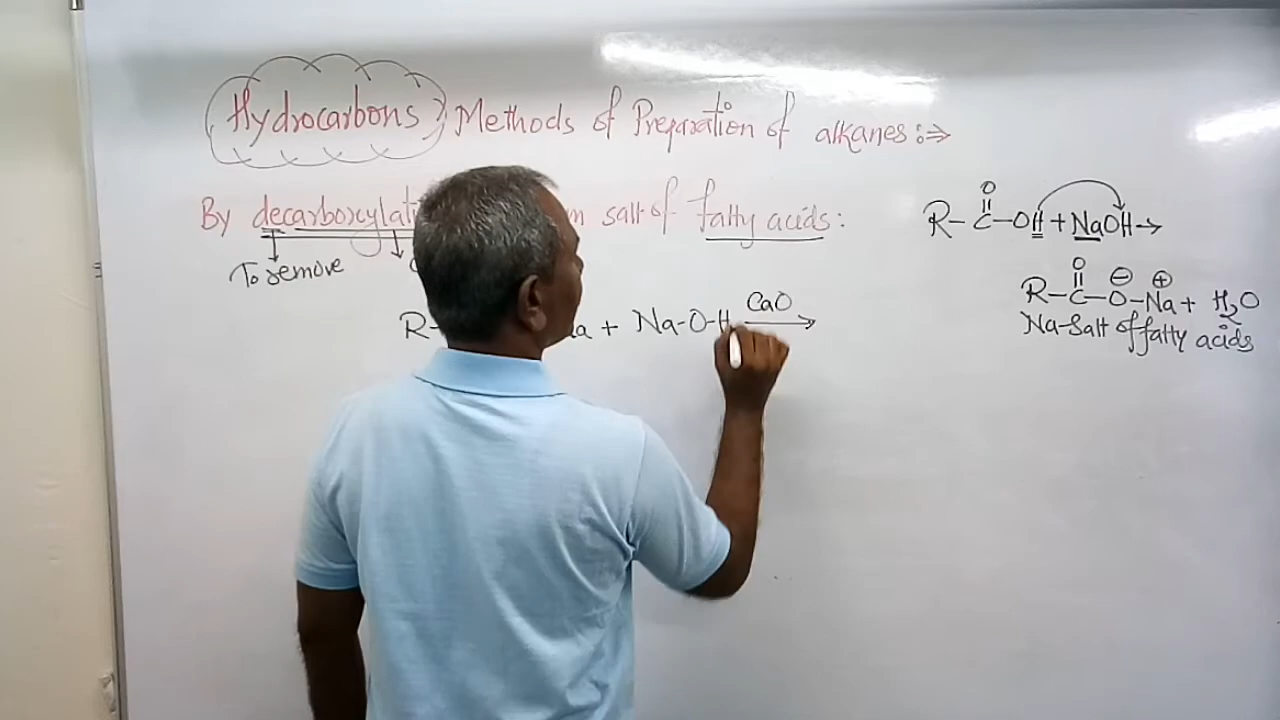 Hydrocarbons Methods of Preparation of alkanes :⇒
By decarboxylati salt of fatty acids :
To remove
R- + Na-O-H CaO →
O
R-C-OH + NaOH →
O ⊖ ⊕
R-C-O-Na + H2O
Na-Salt of fatty acids